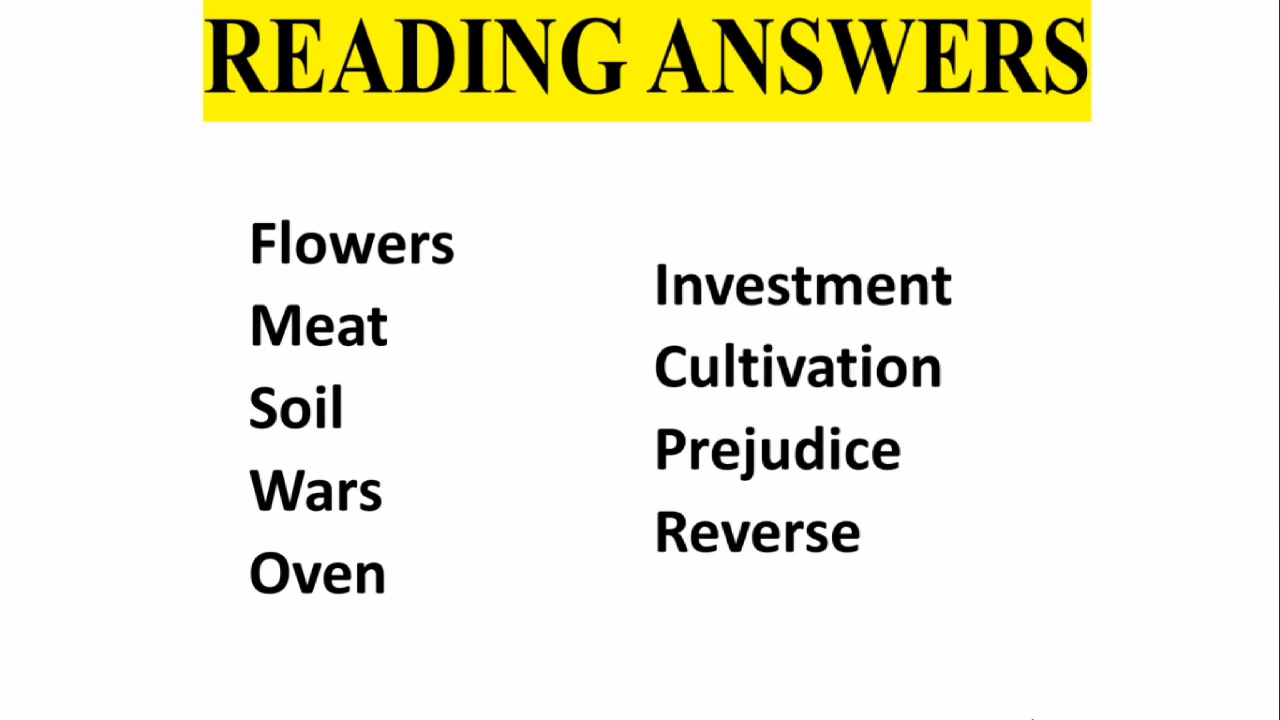 READING ANSWERS
Flowers
Meat
Soil
Wars
Oven
Investment
Cultivation
Prejudice
Reverse